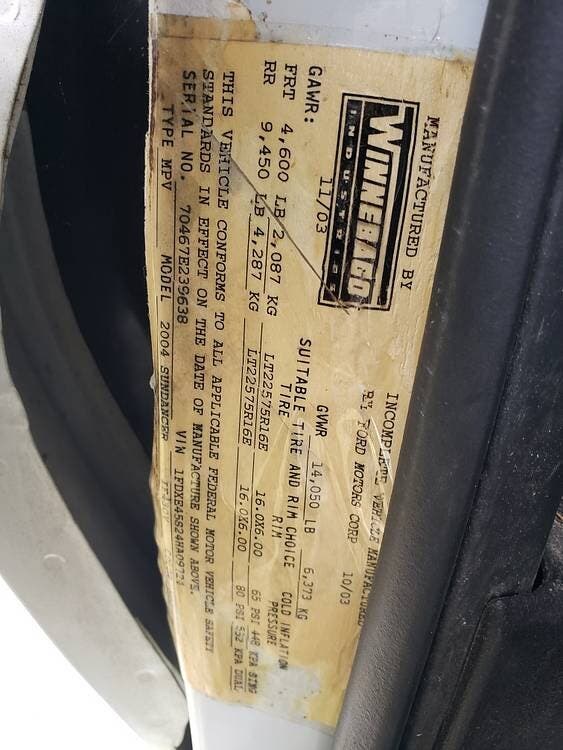 MANUFACTURED BY
WINNEBAGO
INDUSTRIES
11/03
INCOMPLETE VEHICLE MANUFACTURED
BY FORD MOTORS CORP 10/03
GVWR 14,050 LB 6,373 KG
SUITABLE TIRE AND RIM CHOICE
GAWR: TIRE RIM COLD INFLATION PRESSURE
FRT 4,600 LB 2,087 KG LT22575R16E 16.0X6.00 65 PSI 448 KPA SING
RR 9,450 LB 4,287 KG LT22575R16E 16.0X6.00 80 PSI 552 KPA DUAL
THIS VEHICLE CONFORMS TO ALL APPLICABLE FEDERAL MOTOR VEHICLE SAFETY
STANDARDS IN EFFECT ON THE DATE OF MANUFACTURE SHOWN ABOVE.
SERIAL NO. 70467E239638 VIN 1FDXE45S24HA09721
TYPE MPV MODEL 2004 SUNDANCER